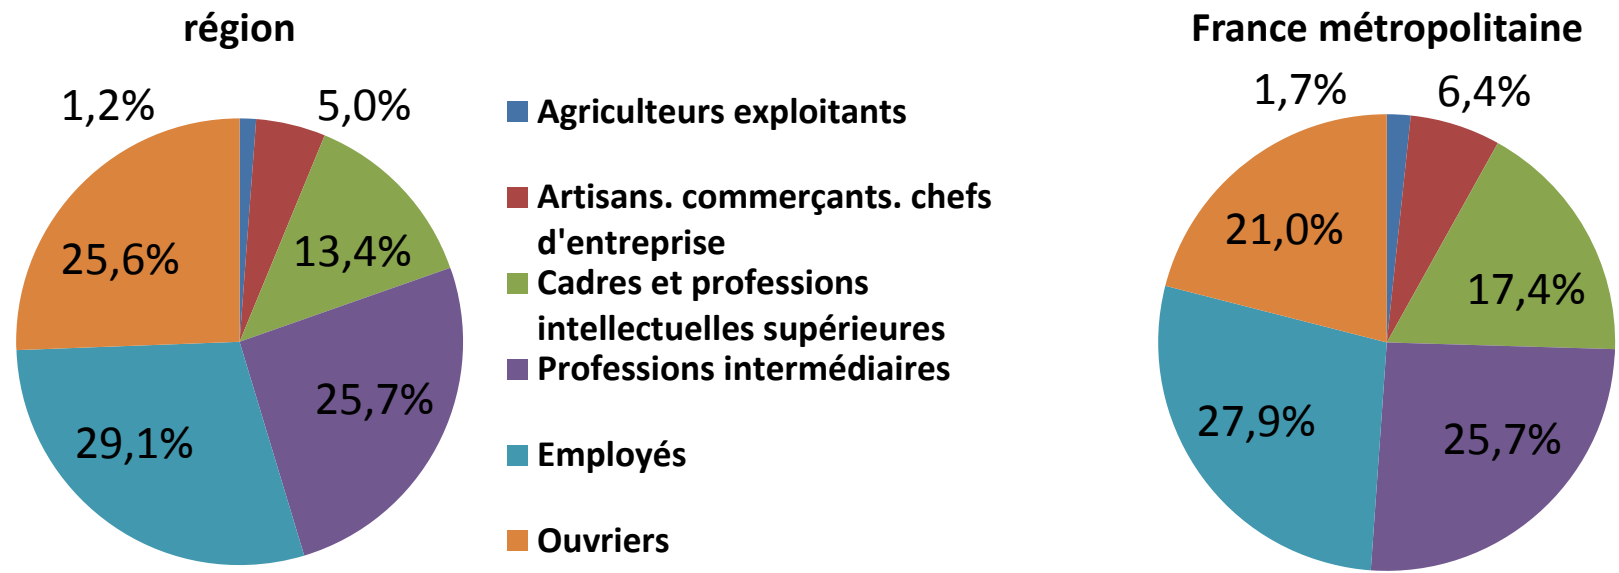 région
1,2%
5,0%
13,4%
25,7%
29,1%
25,6%
Agriculteurs exploitants
Artisans. commerçants. chefs
d'entreprise
Cadres et professions
intellectuelles supérieures
Professions intermédiaires
Employés
Ouvriers
France métropolitaine
1,7%
6,4%
17,4%
25,7%
27,9%
21,0%